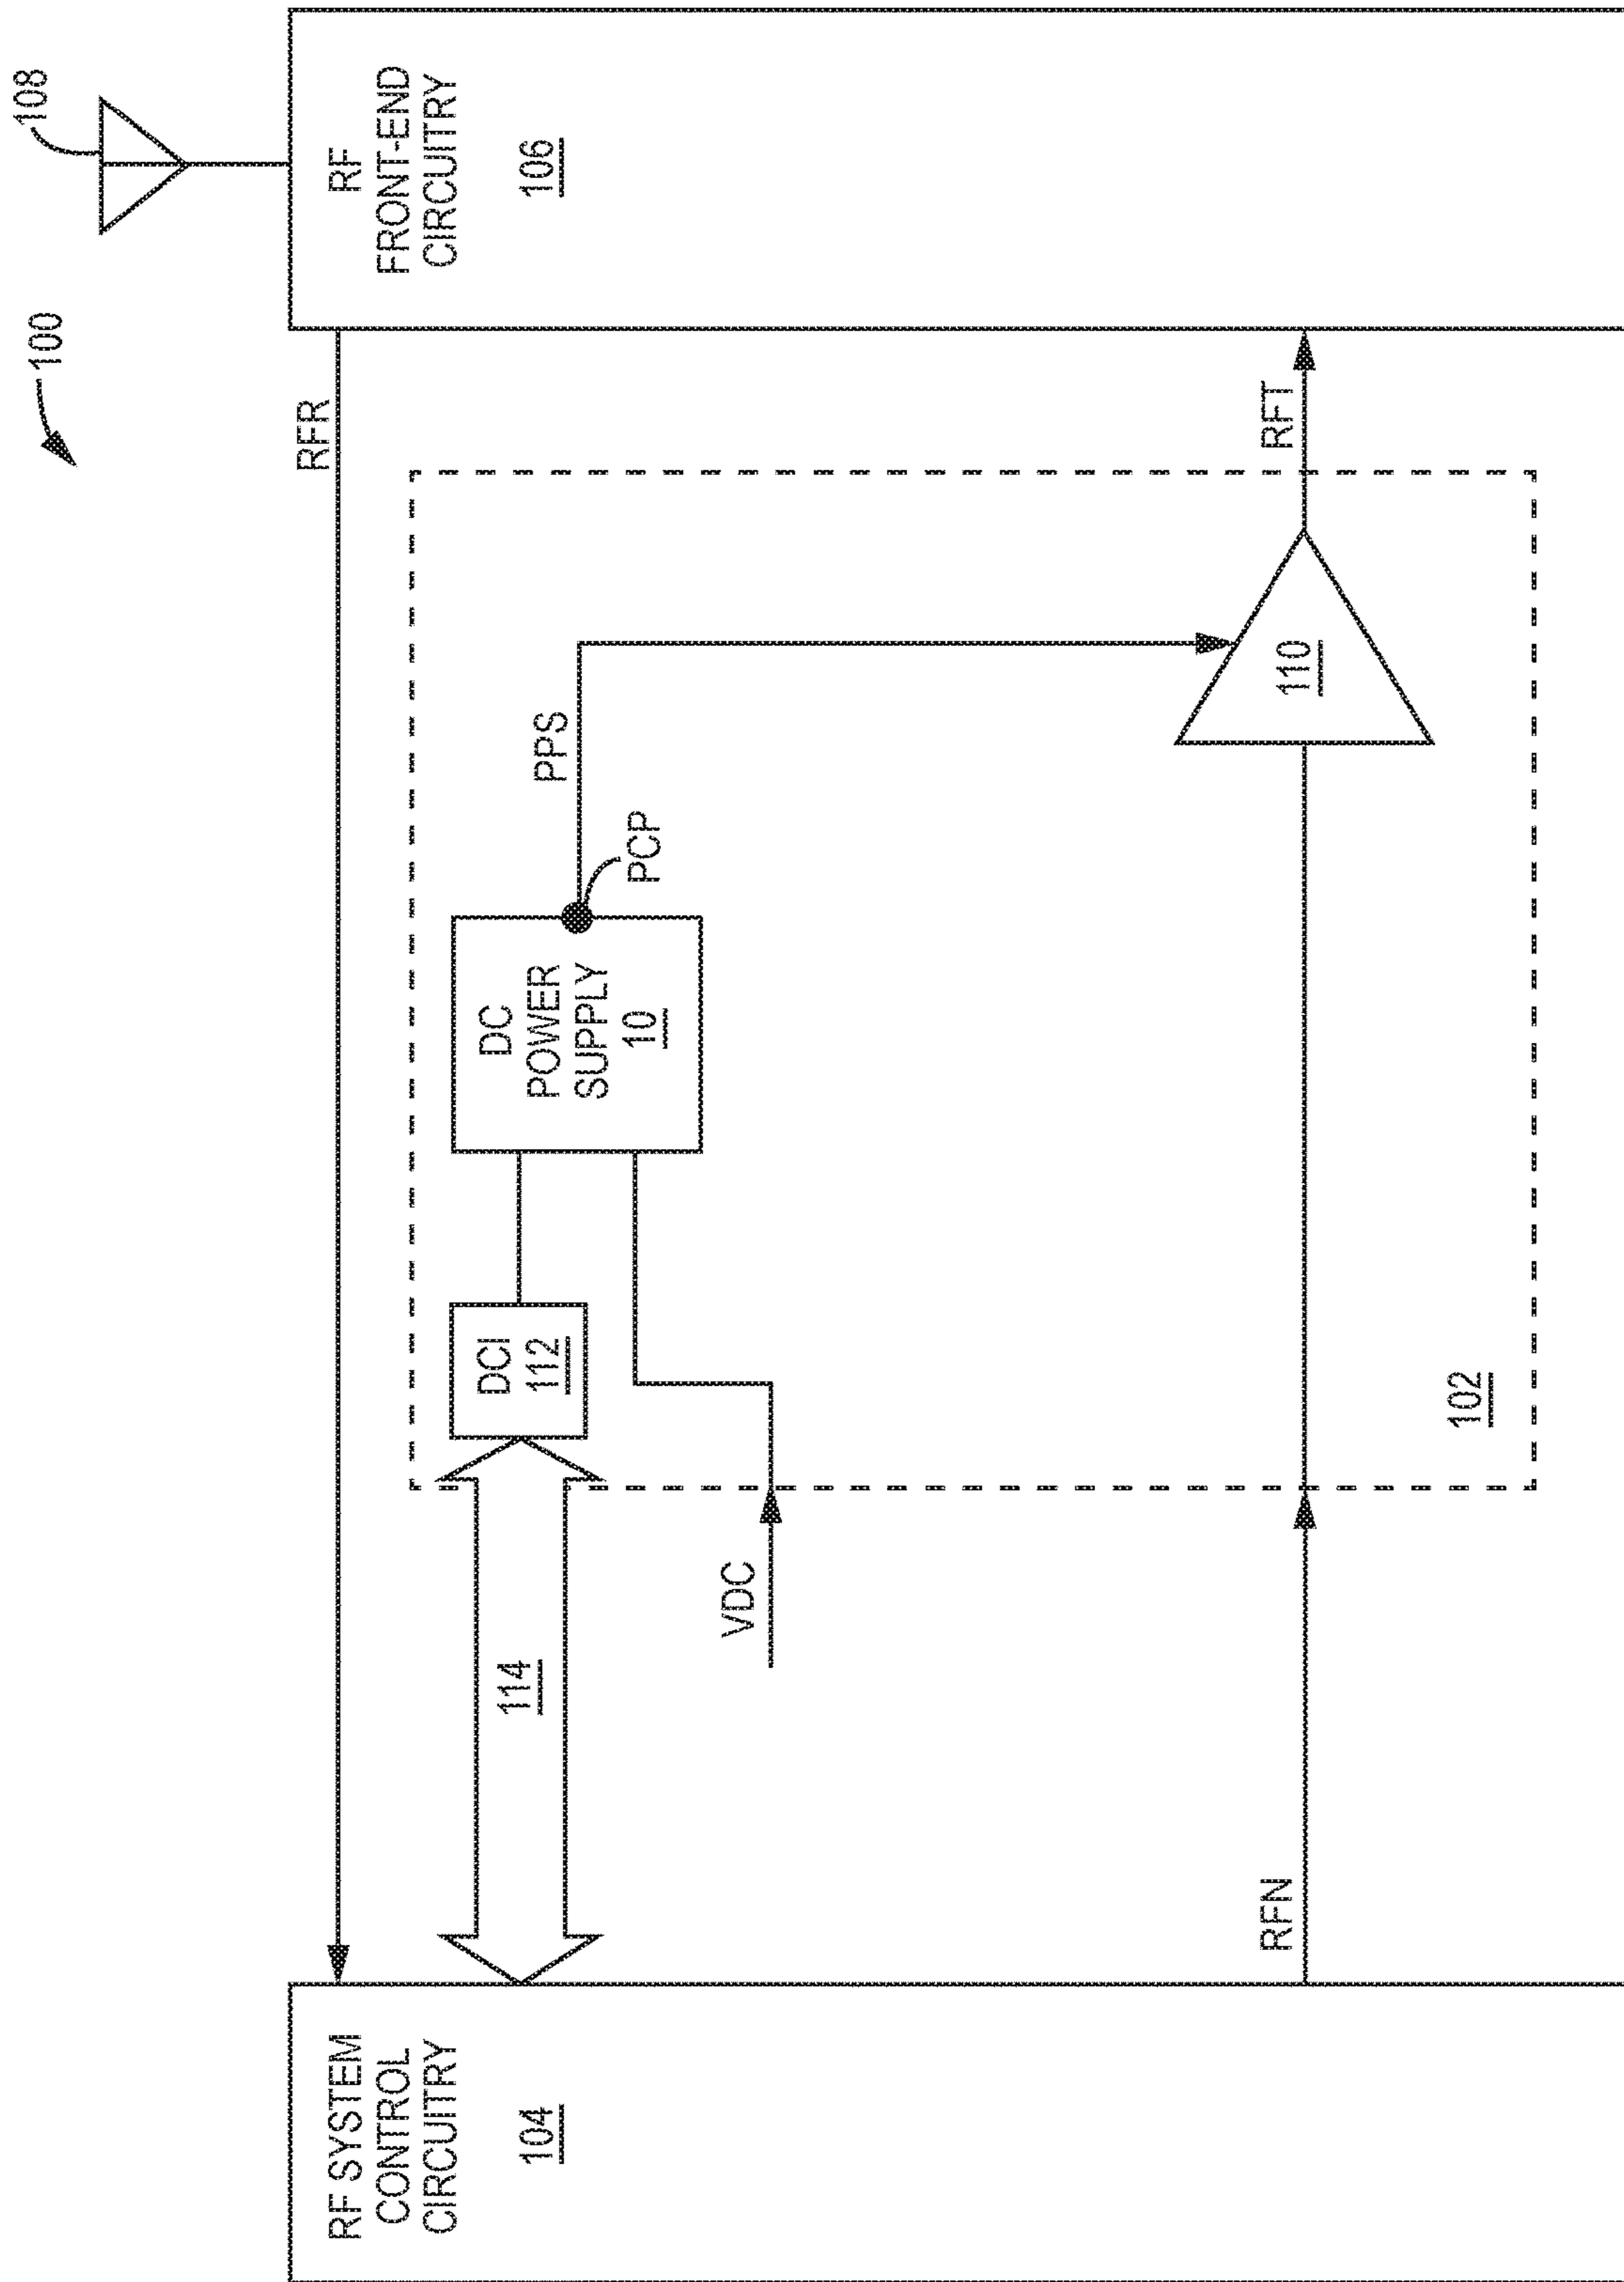 100
108
RF SYSTEM
CONTROL
CIRCUITRY
104
RFR
RF
FRONT-END
CIRCUITRY
106
114
DCI
112
DC
POWER
SUPPLY
10
PPS
PCP
VDC
RFN
110
RFT
102